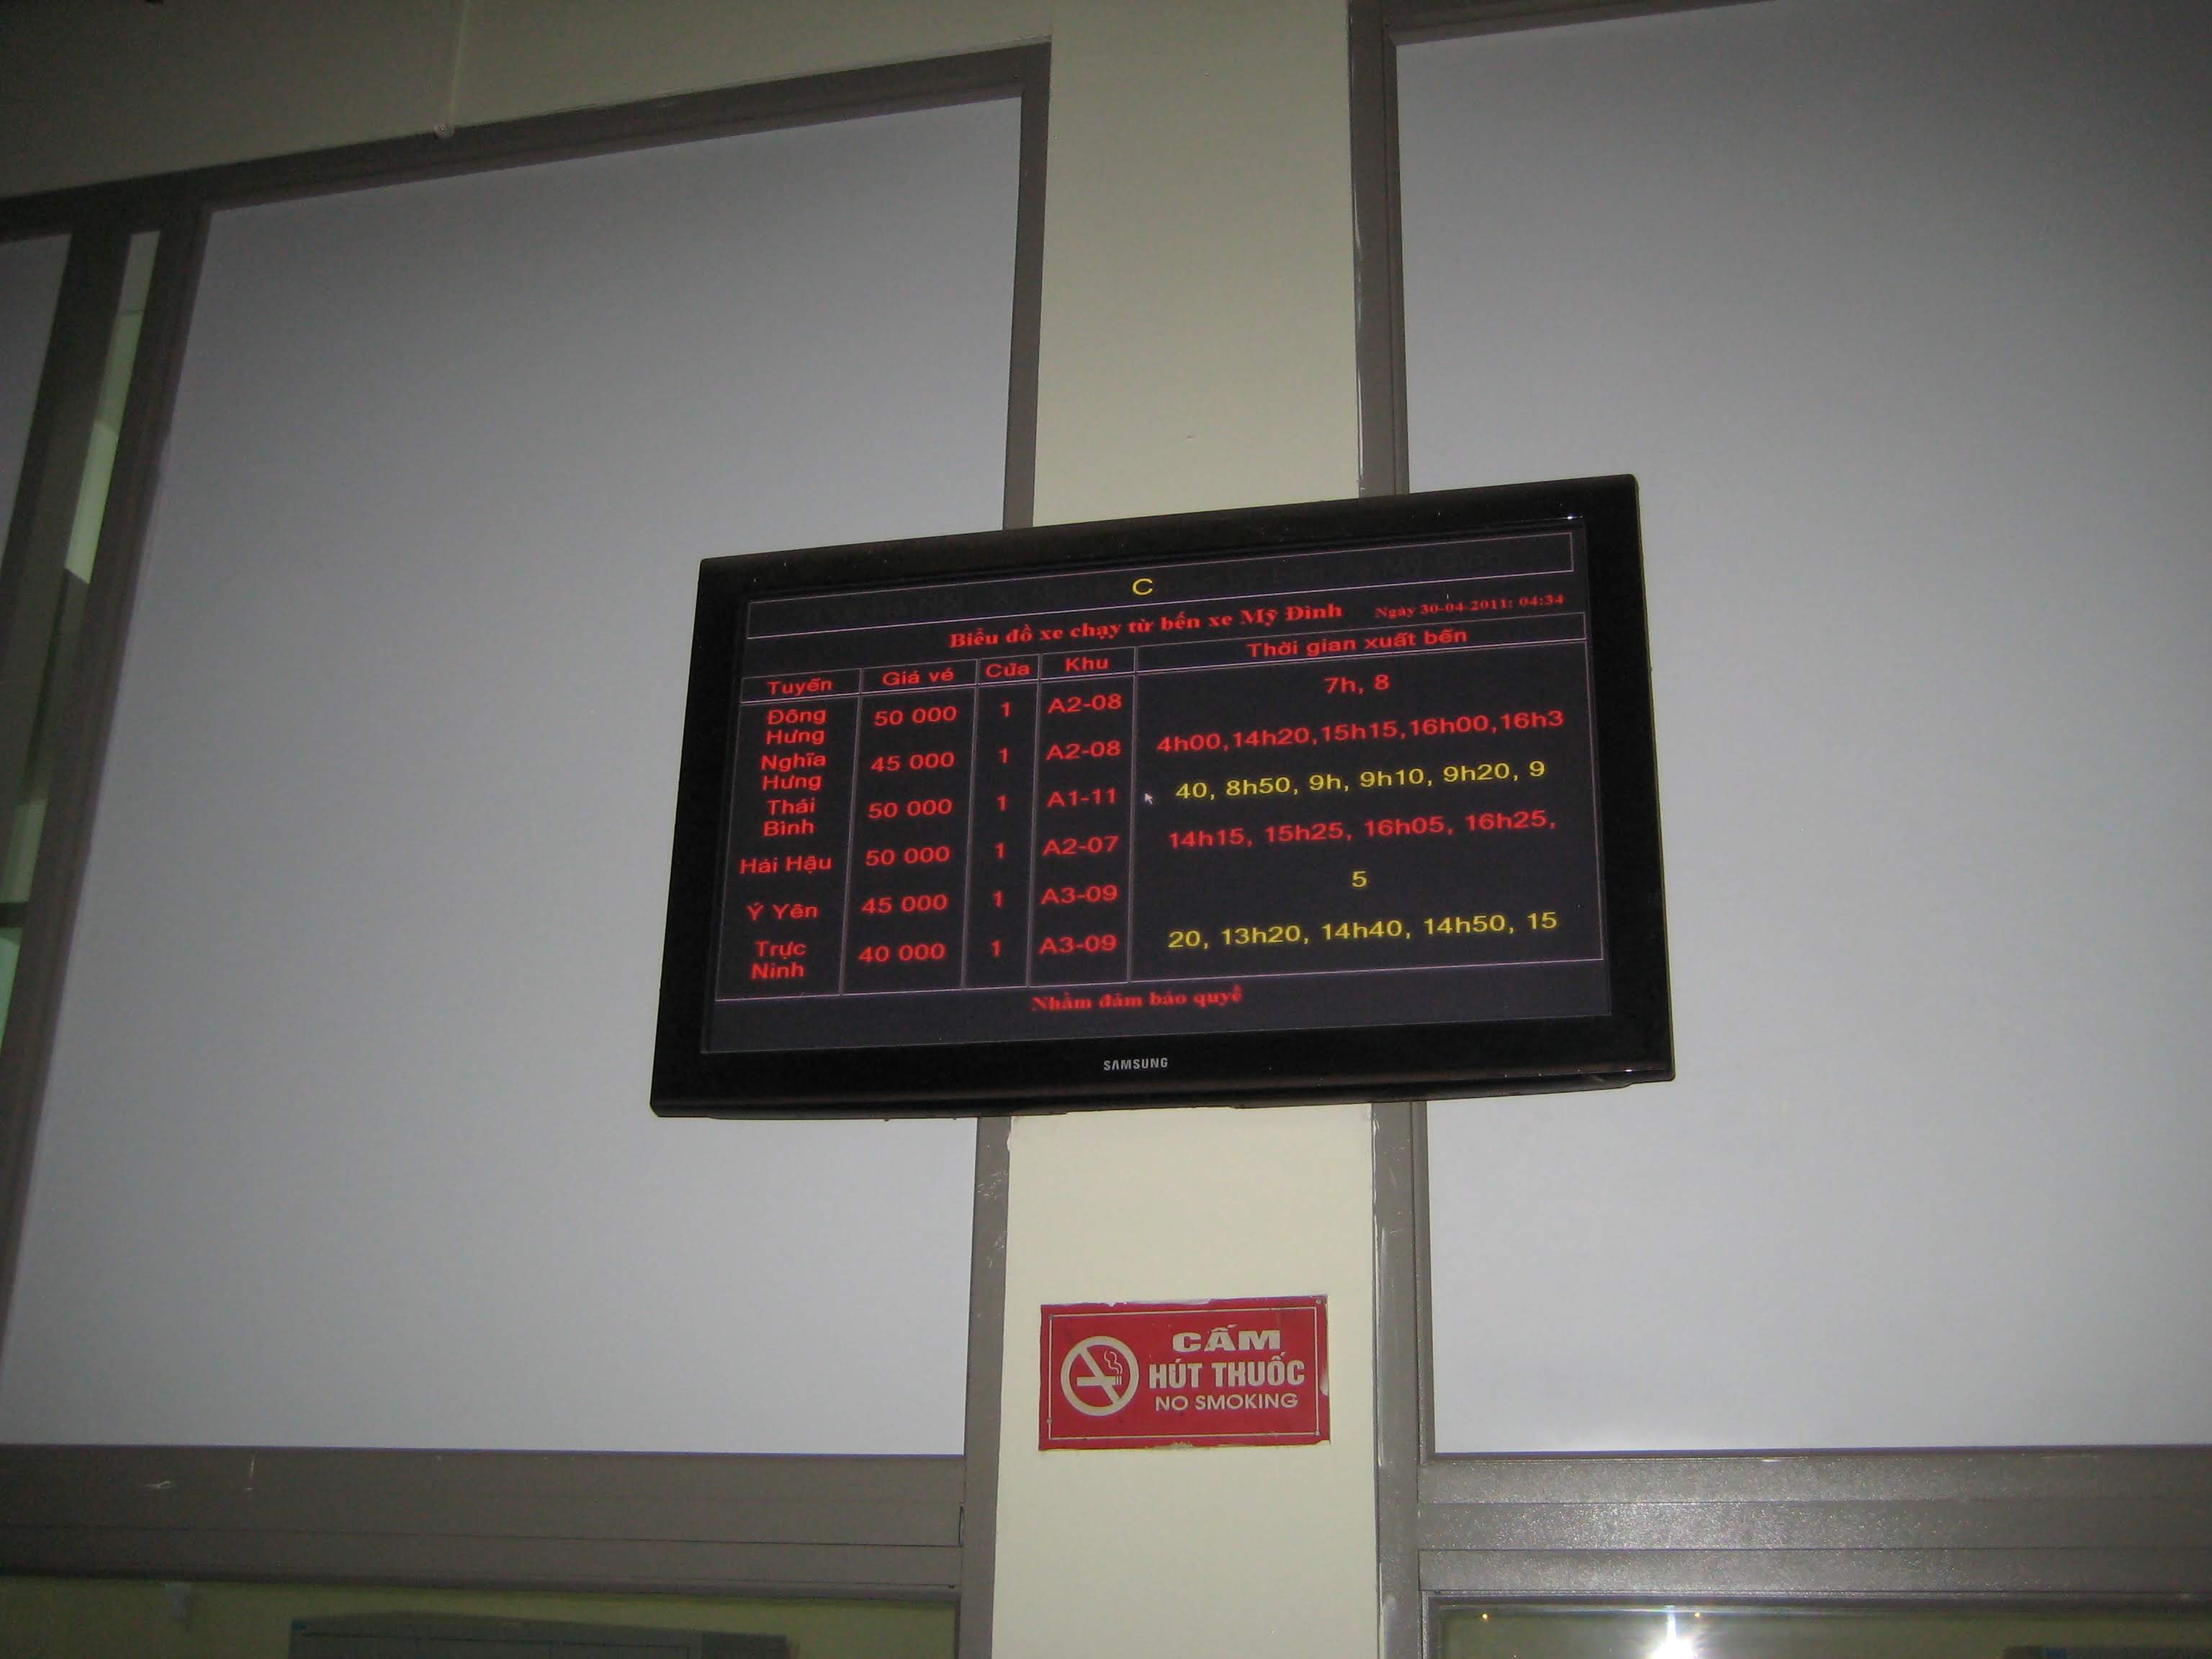 C
Biểu đồ xe chạy từ bến xe Mỹ Đình Ngày 30-04-2011: 04:34
Tuyến Giá vé Cửa Khu Thời gian xuất bến
Đông Hưng 50 000 1 A2-08 7h, 8
Nghĩa Hưng 45 000 1 A2-08 4h00,14h20,15h15,16h00,16h3
Thái Bình 50 000 1 A1-11 40, 8h50, 9h, 9h10, 9h20, 9
Hải Hậu 50 000 1 A2-07 14h15, 15h25, 16h05, 16h25,
Ý Yên 45 000 1 A3-09 5
Trực Ninh 40 000 1 A3-09 20, 13h20, 14h40, 14h50, 15
Nhằm đảm bảo quyề
SAMSUNG
CẤM
HÚT THUỐC
NO SMOKING